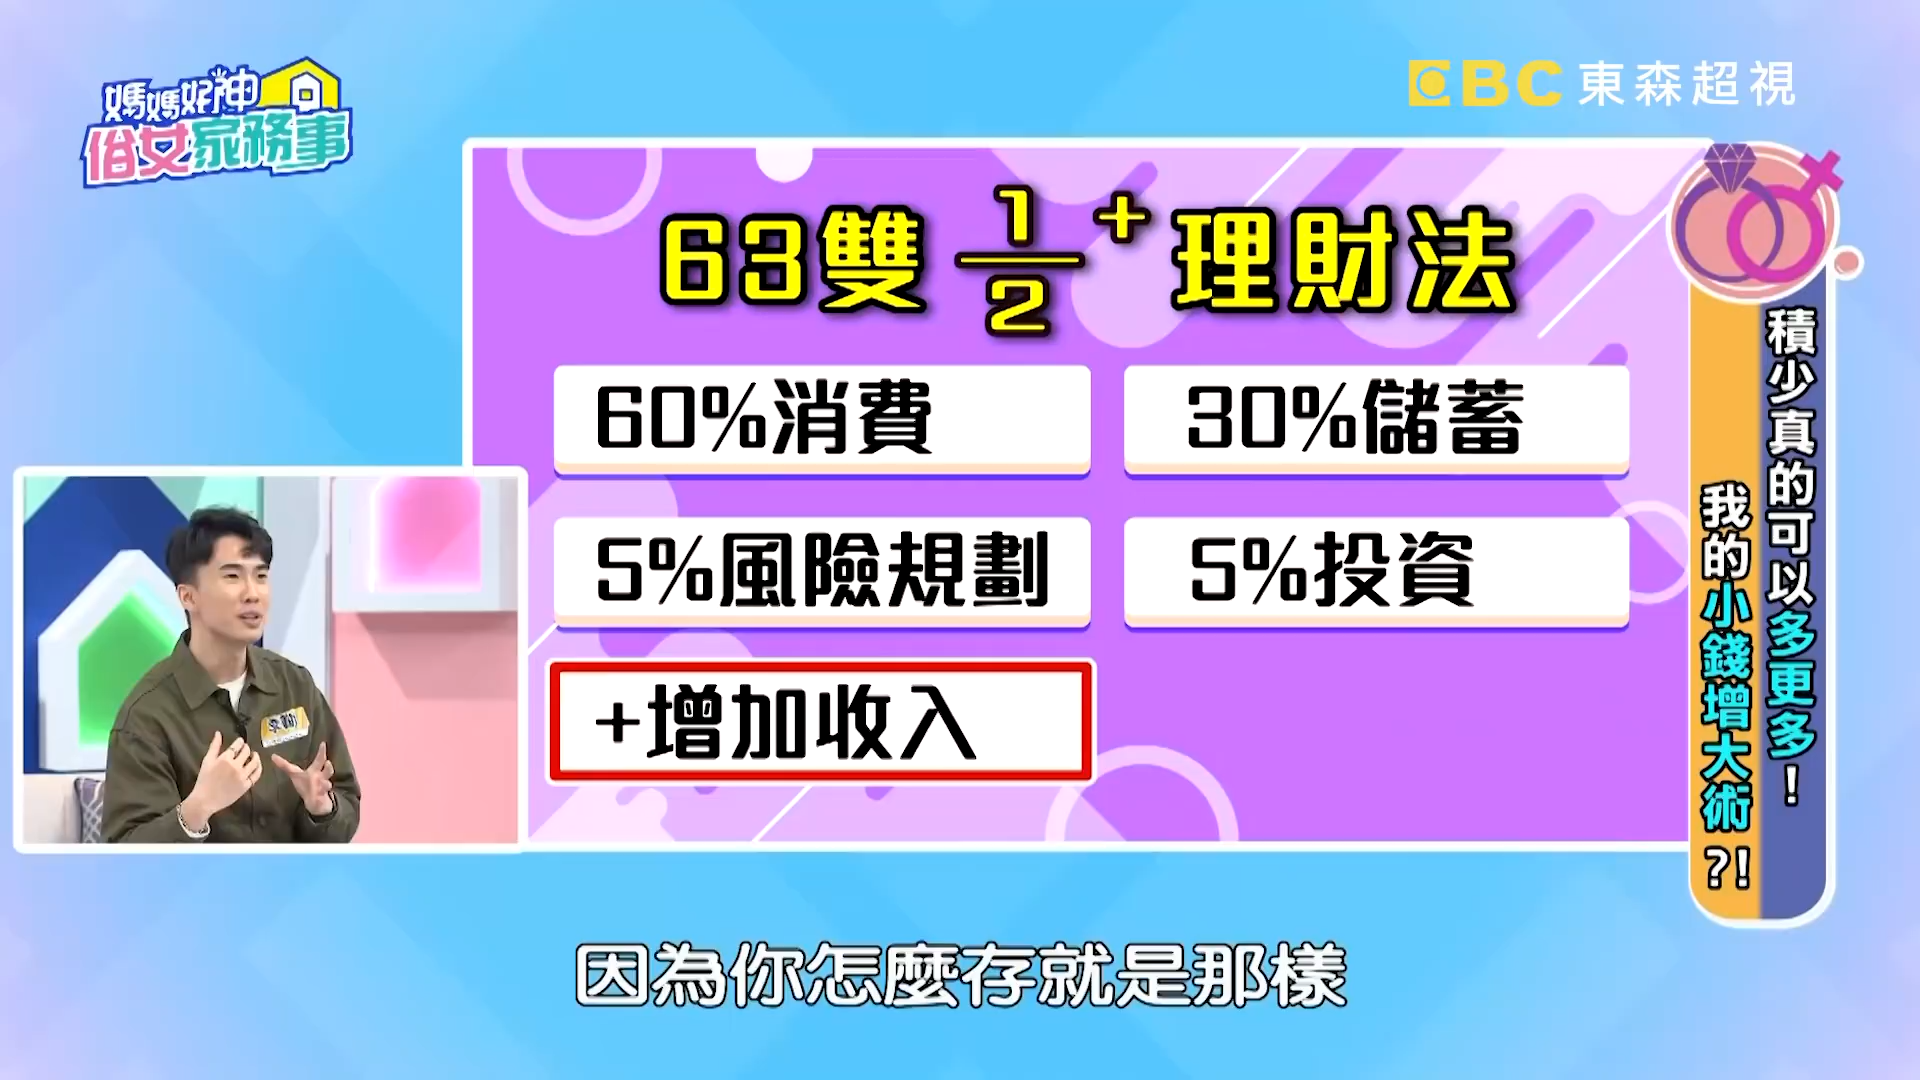 媽媽好神
俗女家務事
EBC 東森超視
63雙 1/2 + 理財法
60%消費
30%儲蓄
5%風險規劃
5%投資
+增加收入
積少真的可以多更多！
我的小錢增大術?!
因為你怎麼存就是那樣